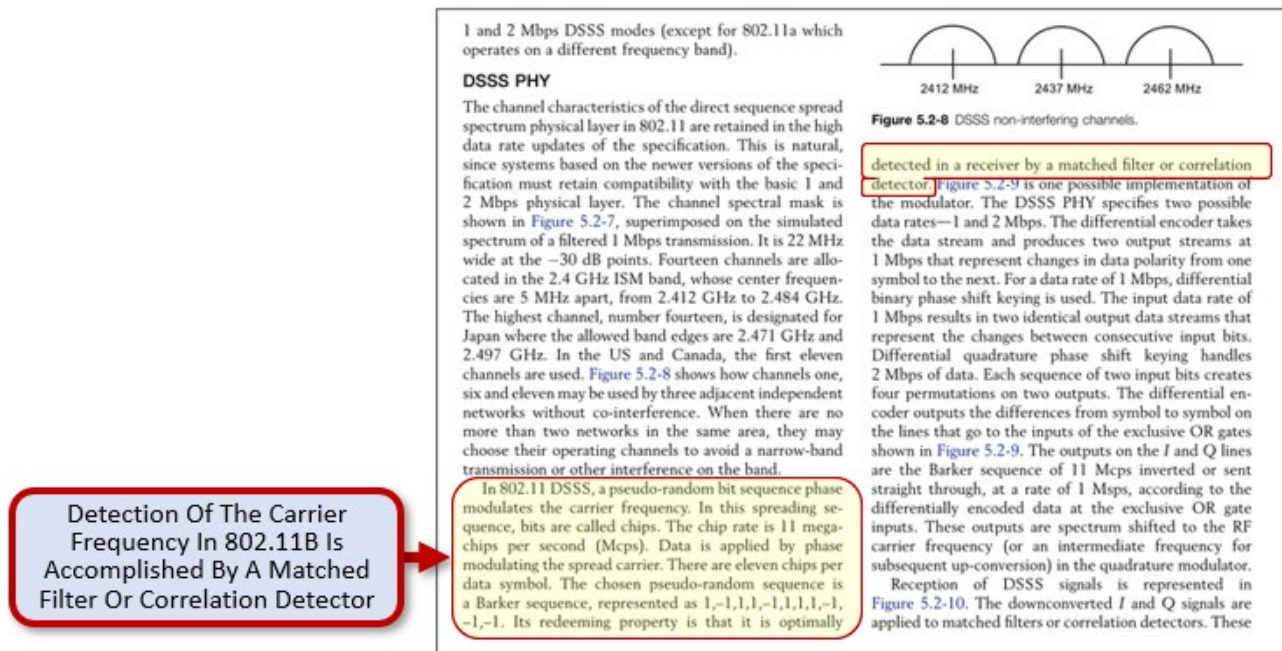 Detection Of The Carrier
Frequency In 802.11B Is
Accomplished By A Matched
Filter Or Correlation Detector
1 and 2 Mbps DSSS modes (except for 802.11a which
operates on a different frequency band).
DSSS PHY
The channel characteristics of the direct sequence spread
spectrum physical layer in 802.11 are retained in the high
data rate updates of the specification. This is natural,
since systems based on the newer versions of the speci-
fication must retain compatibility with the basic 1 and
2 Mbps physical layer. The channel spectral mask is
shown in Figure 5.2-7, superimposed on the simulated
spectrum of a filtered 1 Mbps transmission. It is 22 MHz
wide at the −30 dB points. Fourteen channels are allo-
cated in the 2.4 GHz ISM band, whose center frequen-
cies are 5 MHz apart, from 2.412 GHz to 2.484 GHz.
The highest channel, number fourteen, is designated for
Japan where the allowed band edges are 2.471 GHz and
2.497 GHz. In the US and Canada, the first eleven
channels are used. Figure 5.2-8 shows how channels one,
six and eleven may be used by three adjacent independent
networks without co-interference. When there are no
more than two networks in the same area, they may
choose their operating channels to avoid a narrow-band
transmission or other interference on the band.
In 802.11 DSSS, a pseudo-random bit sequence phase
modulates the carrier frequency. In this spreading se-
quence, bits are called chips. The chip rate is 11 mega-
chips per second (Mcps). Data is applied by phase
modulating the spread carrier. There are eleven chips per
data symbol. The chosen pseudo-random sequence is
a Barker sequence, represented as 1,−1,1,1,−1,1,1,1,−1,
−1,−1. Its redeeming property is that it is optimally
2412 MHz 2437 MHz 2462 MHz
Figure 5.2-8 DSSS non-interfering channels.
detected in a receiver by a matched filter or correlation
detector. Figure 5.2-9 is one possible implementation of
the modulator. The DSSS PHY specifies two possible
data rates—1 and 2 Mbps. The differential encoder takes
the data stream and produces two output streams at
1 Mbps that represent changes in data polarity from one
symbol to the next. For a data rate of 1 Mbps, differential
binary phase shift keying is used. The input data rate of
1 Mbps results in two identical output data streams that
represent the changes between consecutive input bits.
Differential quadrature phase shift keying handles
2 Mbps of data. Each sequence of two input bits creates
four permutations on two outputs. The differential en-
coder outputs the differences from symbol to symbol on
the lines that go to the inputs of the exclusive OR gates
shown in Figure 5.2-9. The outputs on the I and Q lines
are the Barker sequence of 11 Mcps inverted or sent
straight through, at a rate of 1 Msps, according to the
differentially encoded data at the exclusive OR gate
inputs. These outputs are spectrum shifted to the RF
carrier frequency (or an intermediate frequency for
subsequent up-conversion) in the quadrature modulator.
Reception of DSSS signals is represented in
Figure 5.2-10. The downconverted I and Q signals are
applied to matched filters or correlation detectors. These